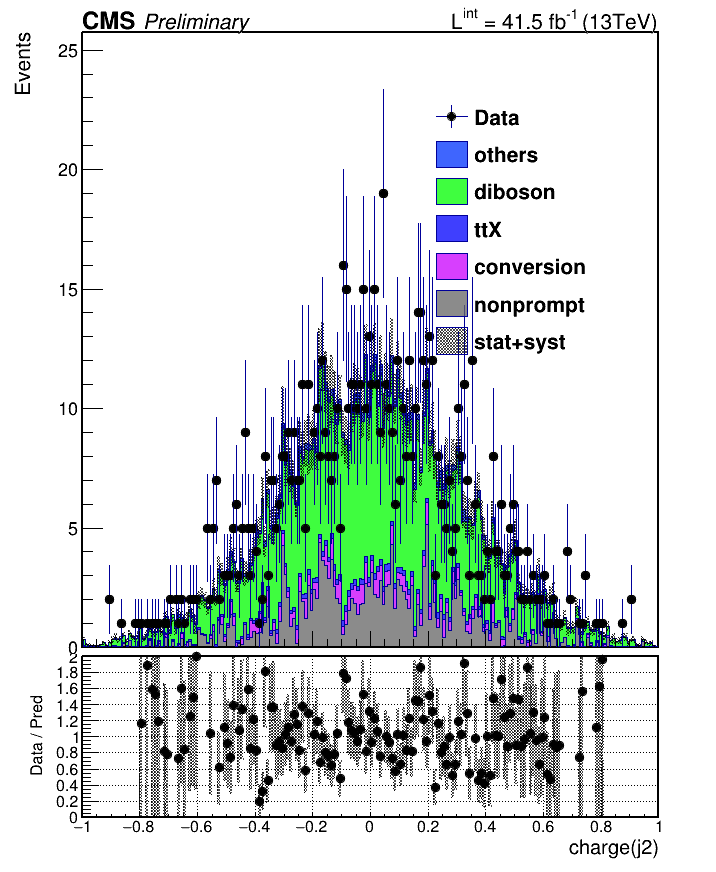 CMS Preliminary L^int = 41.5 fb^-1 (13TeV)
Events
25
20
15
10
5
0
Data
others
diboson
ttX
conversion
nonprompt
stat+syst
Data / Pred
2
1.8
1.6
1.4
1.2
1
0.8
0.6
0.4
0.2
0
−1 −0.8 −0.6 −0.4 −0.2 0 0.2 0.4 0.6 0.8 1
charge(j2)